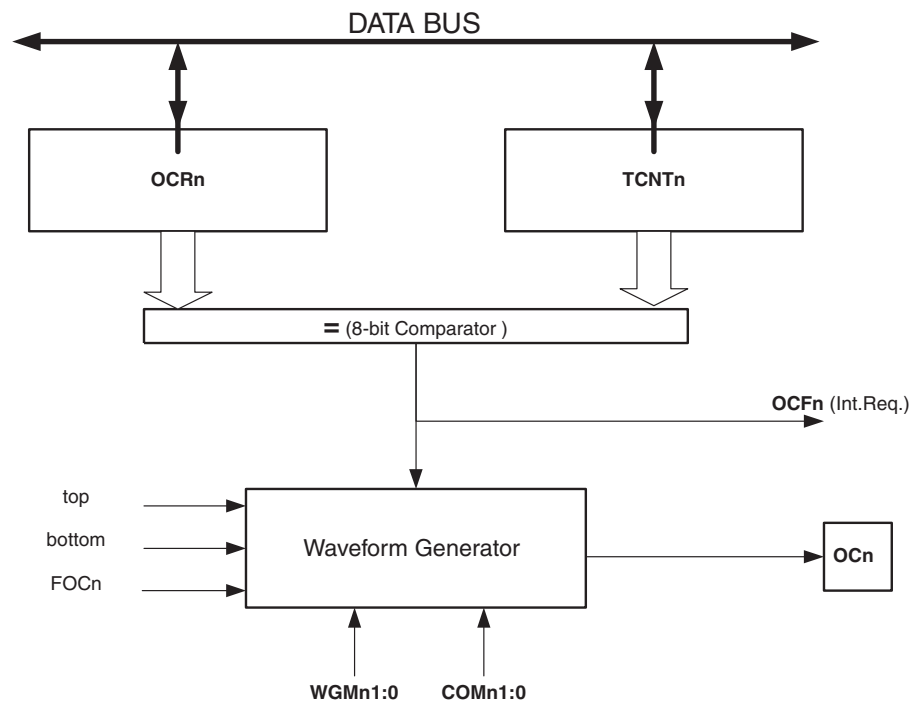 DATA BUS
OCRn
TCNTn
= (8-bit Comparator )
OCFn (Int.Req.)
top
bottom
FOCn
Waveform Generator
OCn
WGMn1:0
COMn1:0